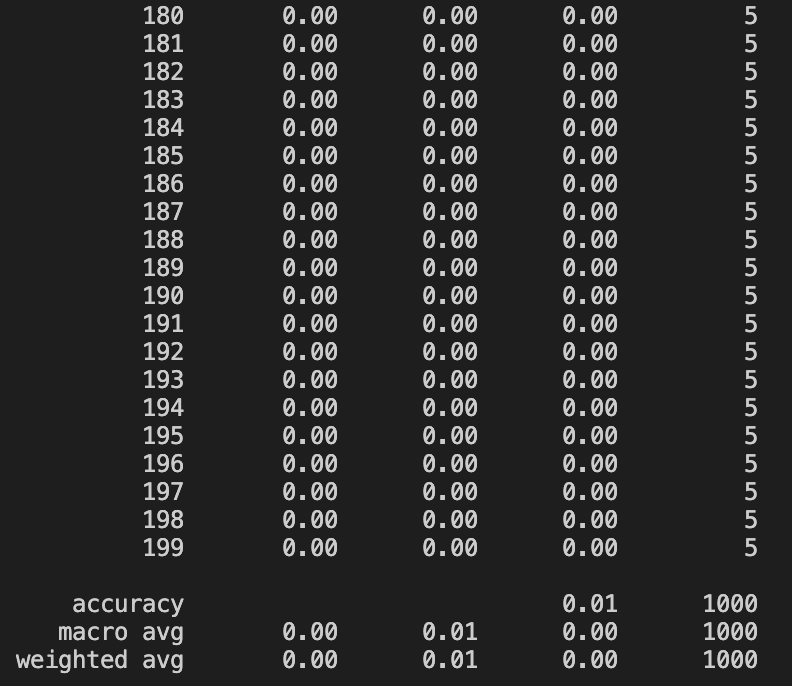 180 0.00 0.00 0.00 5
181 0.00 0.00 0.00 5
182 0.00 0.00 0.00 5
183 0.00 0.00 0.00 5
184 0.00 0.00 0.00 5
185 0.00 0.00 0.00 5
186 0.00 0.00 0.00 5
187 0.00 0.00 0.00 5
188 0.00 0.00 0.00 5
189 0.00 0.00 0.00 5
190 0.00 0.00 0.00 5
191 0.00 0.00 0.00 5
192 0.00 0.00 0.00 5
193 0.00 0.00 0.00 5
194 0.00 0.00 0.00 5
195 0.00 0.00 0.00 5
196 0.00 0.00 0.00 5
197 0.00 0.00 0.00 5
198 0.00 0.00 0.00 5
199 0.00 0.00 0.00 5
accuracy 0.01 1000
macro avg 0.00 0.01 0.00 1000
weighted avg 0.00 0.01 0.00 1000